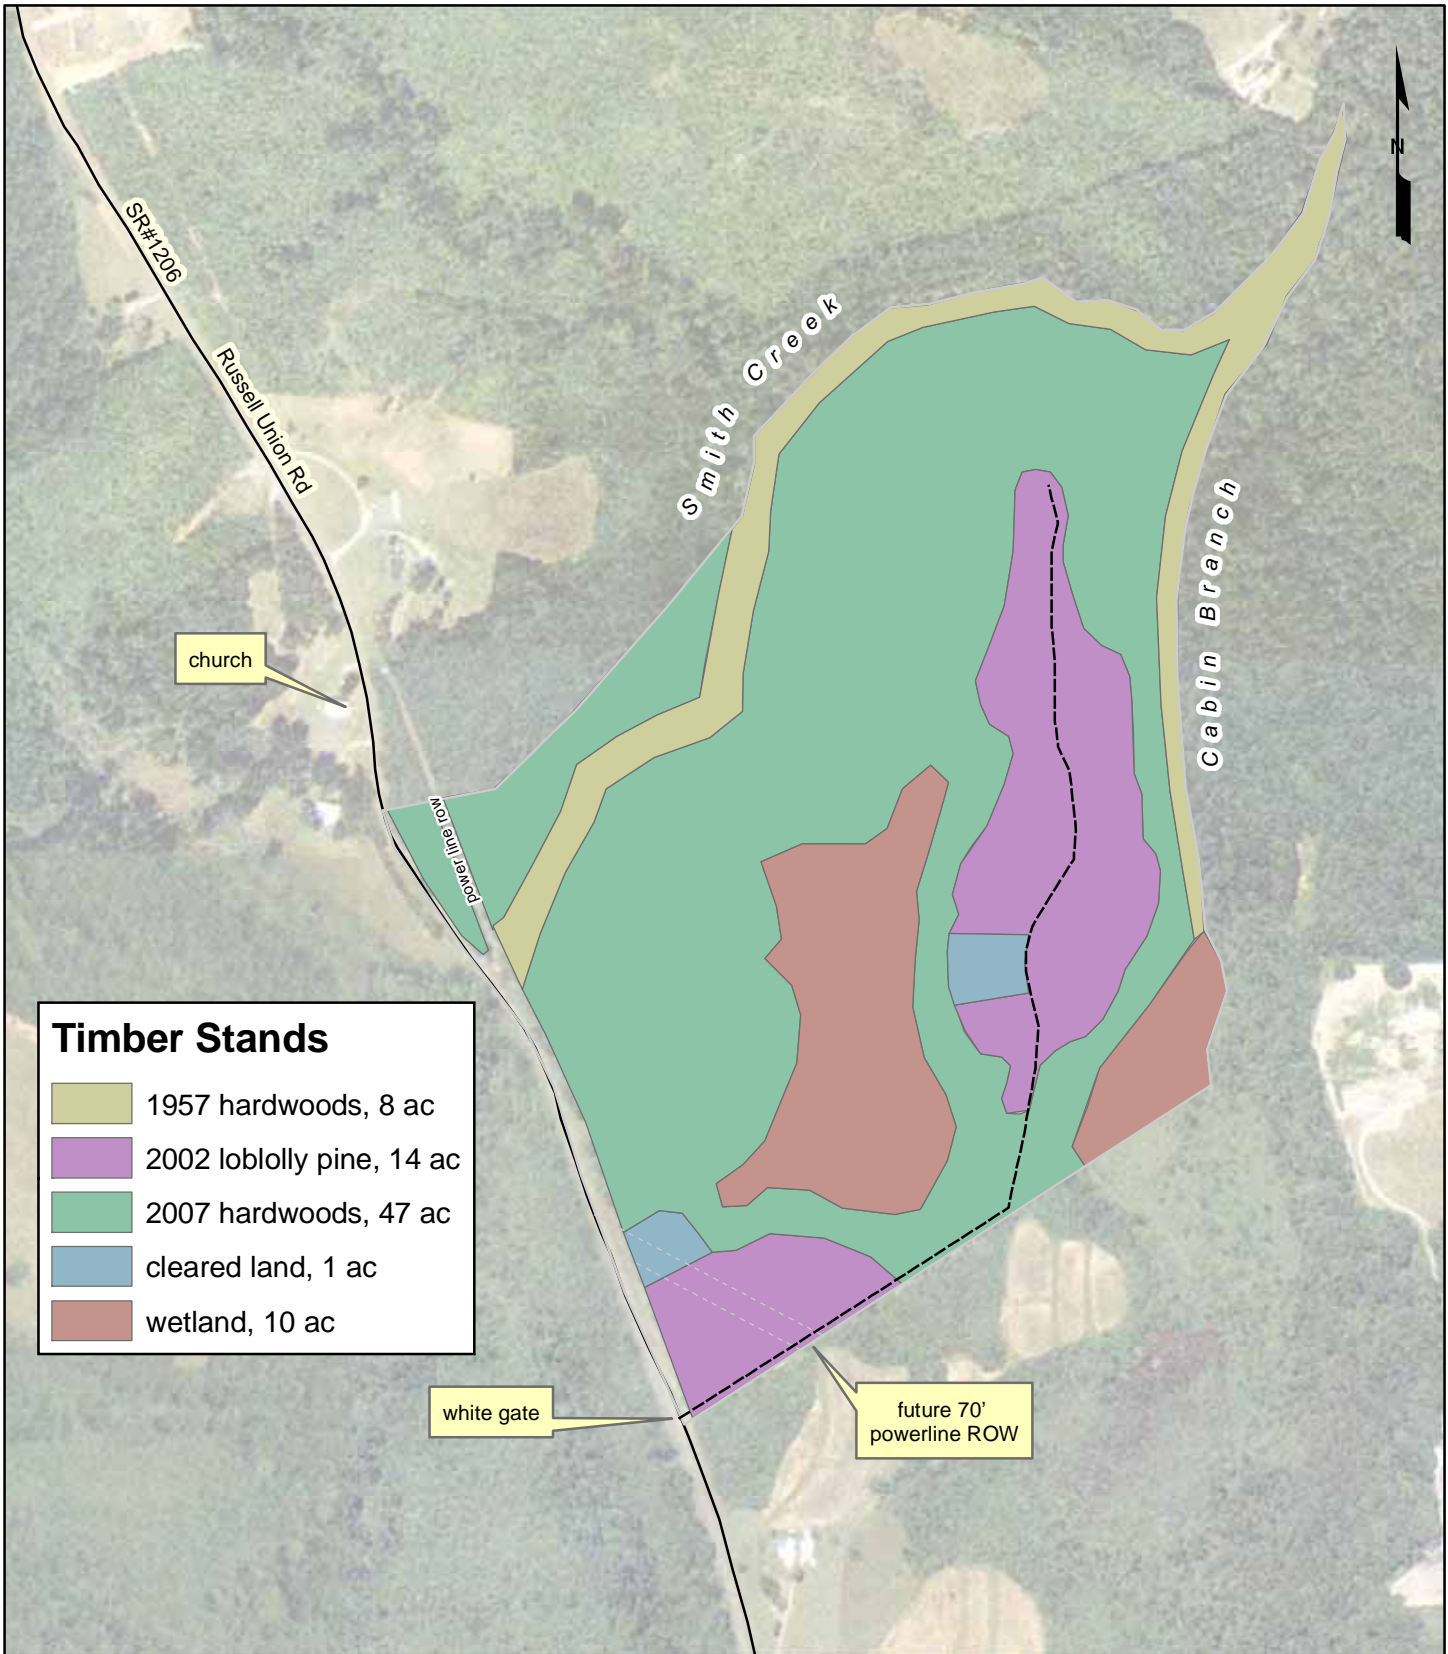 N
SR#1206
Smith Creek
Russell Union Rd
Cabin Branch
church
power line row
Timber Stands
1957 hardwoods, 8 ac
2002 loblolly pine, 14 ac
2007 hardwoods, 47 ac
cleared land, 1 ac
wetland, 10 ac
white gate
future 70’
powerline ROW